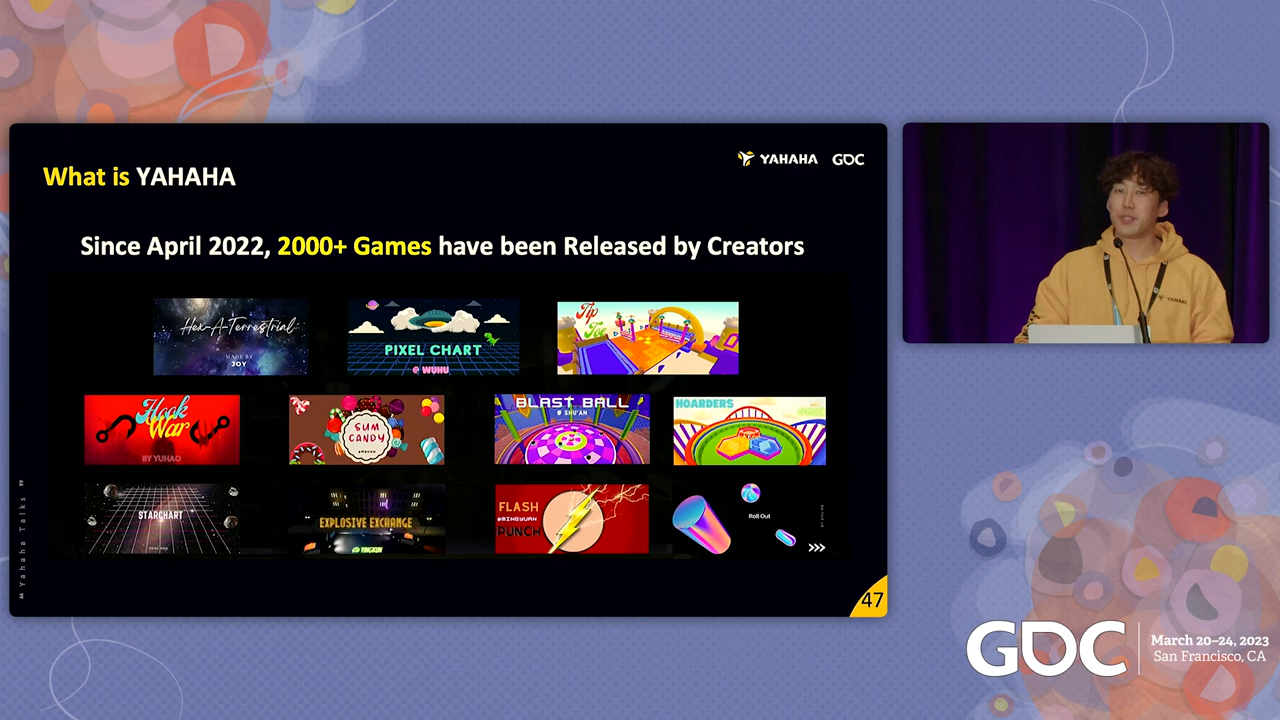 What is YAHAHA
YAHAHA GDC
Since April 2022, 2000+ Games have been Released by Creators
Hex-A-Terrestrial
MADE BY
JOY
PIXEL CHART
@ WUHU
Tip
Toe
Hook
War
BY YUHAO
SUM
CANDY
BLAST BALL
@ SHU'AN
HOARDERS
STARCHART
EXPLOSIVE EXCHANGE
FLASH
@MINGYUAN
PUNCH
Roll Out
Yahaha Talks
47
YAHAHA
GDC
March 20–24, 2023
San Francisco, CA